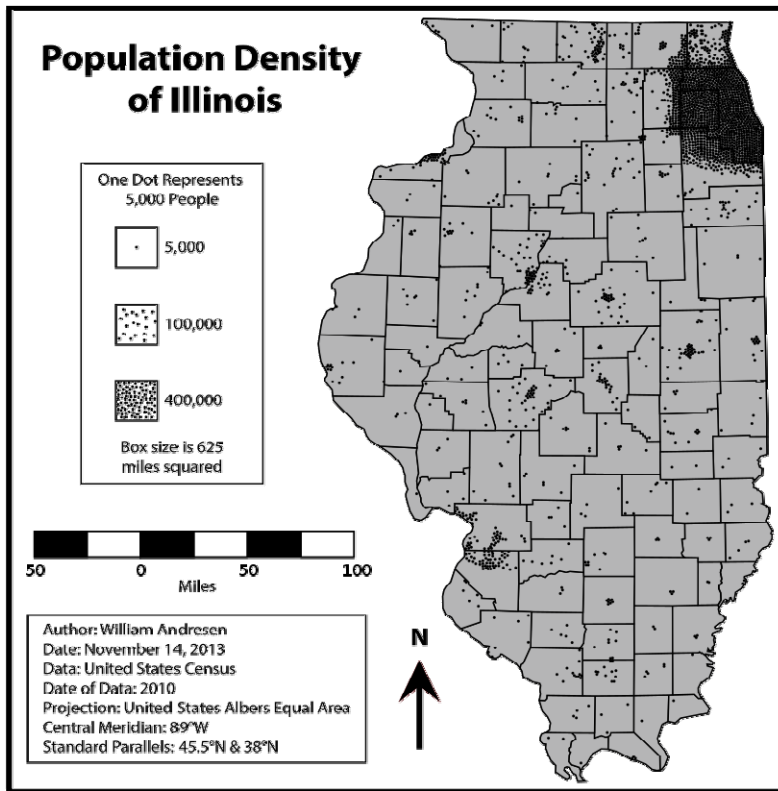 Population Density
of Illinois
One Dot Represents
5,000 People
5,000
100,000
400,000
Box size is 625
miles squared
50 0 50 100
Miles
Author: William Andresen
Date: November 14, 2013
Data: United States Census
Date of Data: 2010
Projection: United States Albers Equal Area
Central Meridian: 89°W
Standard Parallels: 45.5°N & 38°N
N